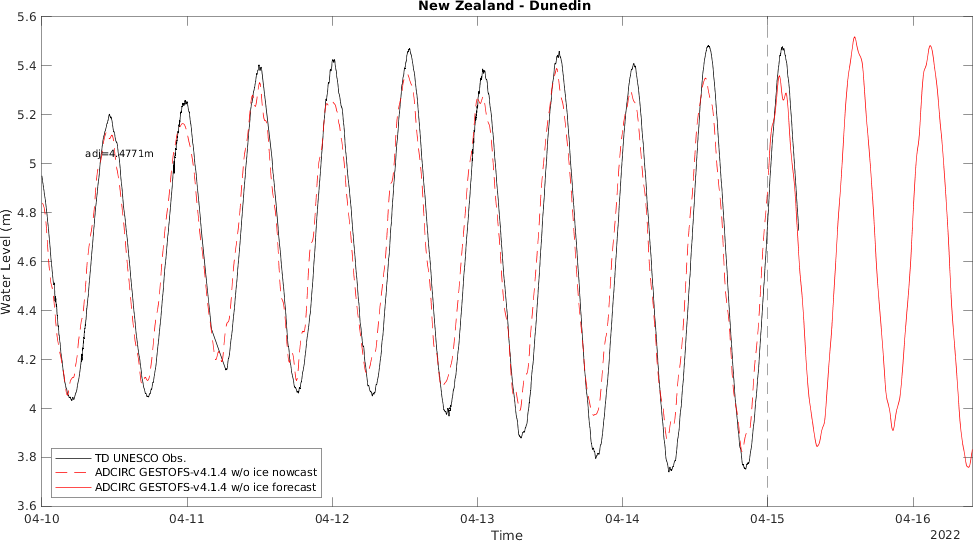 New Zealand - Dunedin
5.6
5.4
5.2
5
4.8
4.6
4.4
4.2
4
3.8
3.6
Water Level (m)
adj=4.4771m
TD UNESCO Obs.
ADCIRC GESTOFS-v4.1.4 w/o ice nowcast
ADCIRC GESTOFS-v4.1.4 w/o ice forecast
04-10 04-11 04-12 04-13 04-14 04-15 04-16
Time
2022